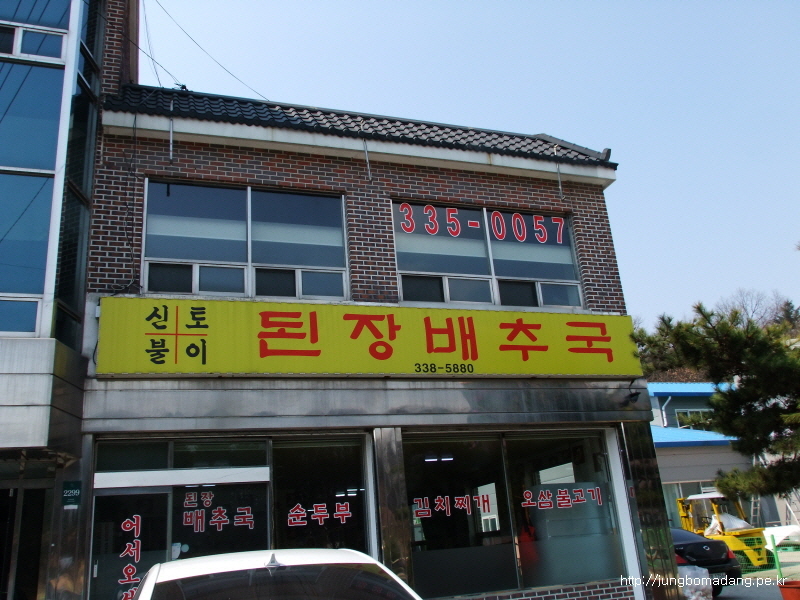 335-0057
신토
불이
된장배추국
338-5880
2299
된장
배추국
순두부
김치찌개
오삼불고기
어서오세
http://jungbomadang.pe.kr